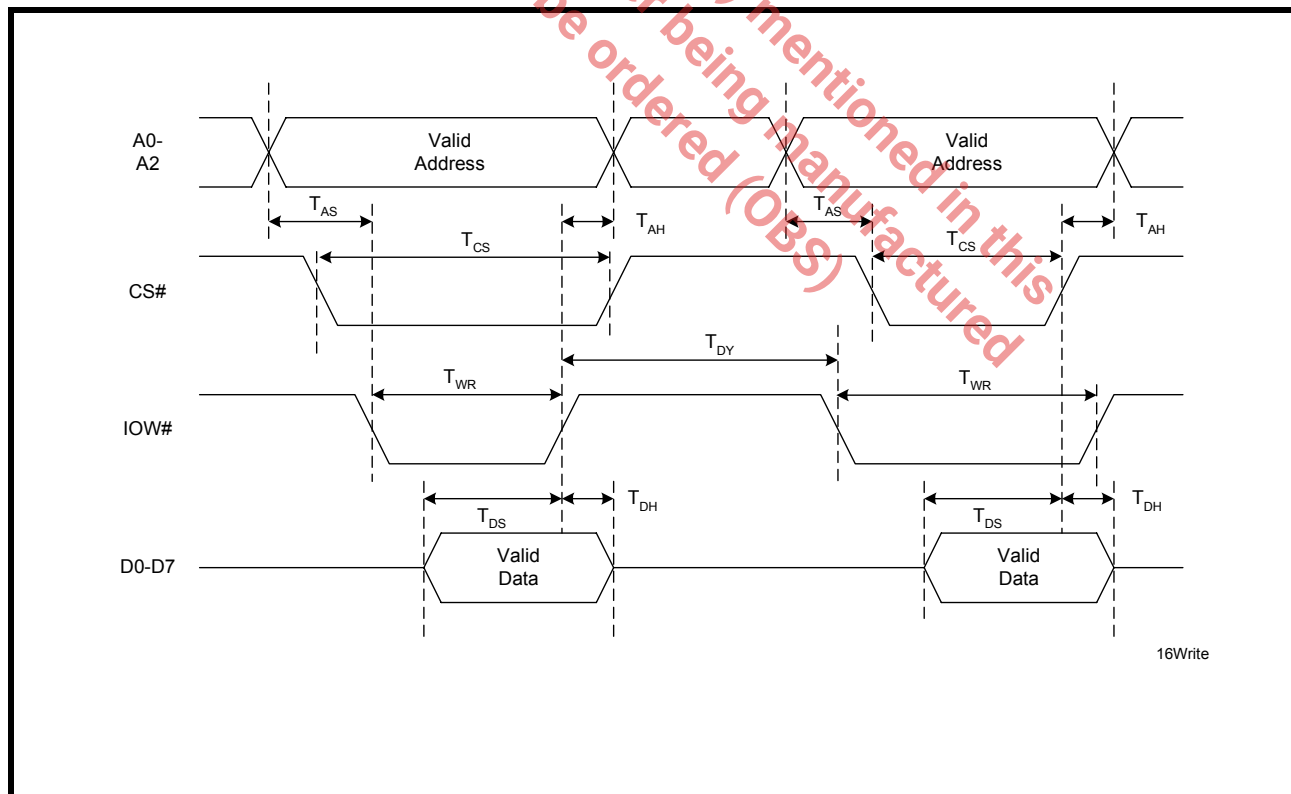 mentioned in this
being manufactured
be ordered (OBS)
A0-
A2
Valid
Address
Valid
Address
TAS
TAH
TAS
TAH
TCS
TCS
CS#
TDY
TWR
TWR
IOW#
TDS
TDH
TDS
TDH
D0-D7
Valid
Data
Valid
Data
16Write